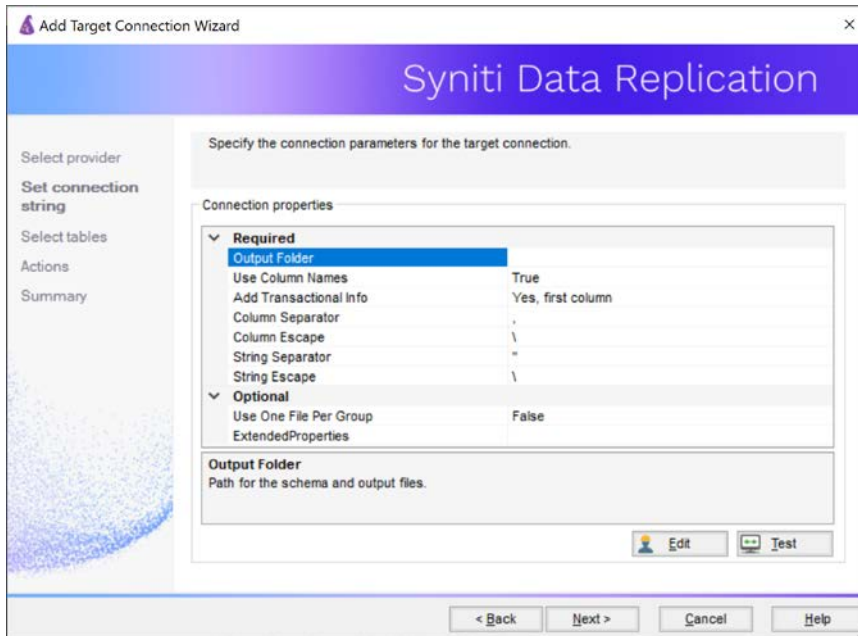 Add Target Connection Wizard
Syniti Data Replication
Select provider
Set connection
string
Select tables
Actions
Summary
Specify the connection parameters for the target connection.
Connection properties
Required
Output Folder
Use Column Names True
Add Transactional Info Yes, first column
Column Separator ,
Column Escape \
String Separator "
String Escape \
Optional
Use One File Per Group False
ExtendedProperties
Output Folder
Path for the schema and output files.
Edit Test
< Back Next > Cancel Help